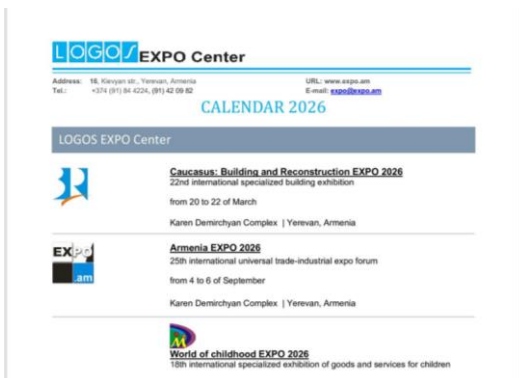 LOGOS EXPO Center
Address: 16, Kievyan str., Yerevan, Armenia
URL: www.expo.am
Tel.: +374 (91) 84 4224, (91) 42 09 82
E-mail: expo@expo.am
CALENDAR 2026
LOGOS EXPO Center
Caucasus: Building and Reconstruction EXPO 2026
22nd international specialized building exhibition
from 20 to 22 of March
Karen Demirchyan Complex | Yerevan, Armenia
EXPO
am
Armenia EXPO 2026
25th international universal trade-industrial expo forum
from 4 to 6 of September
Karen Demirchyan Complex | Yerevan, Armenia
World of childhood EXPO 2026
18th international specialized exhibition of goods and services for children